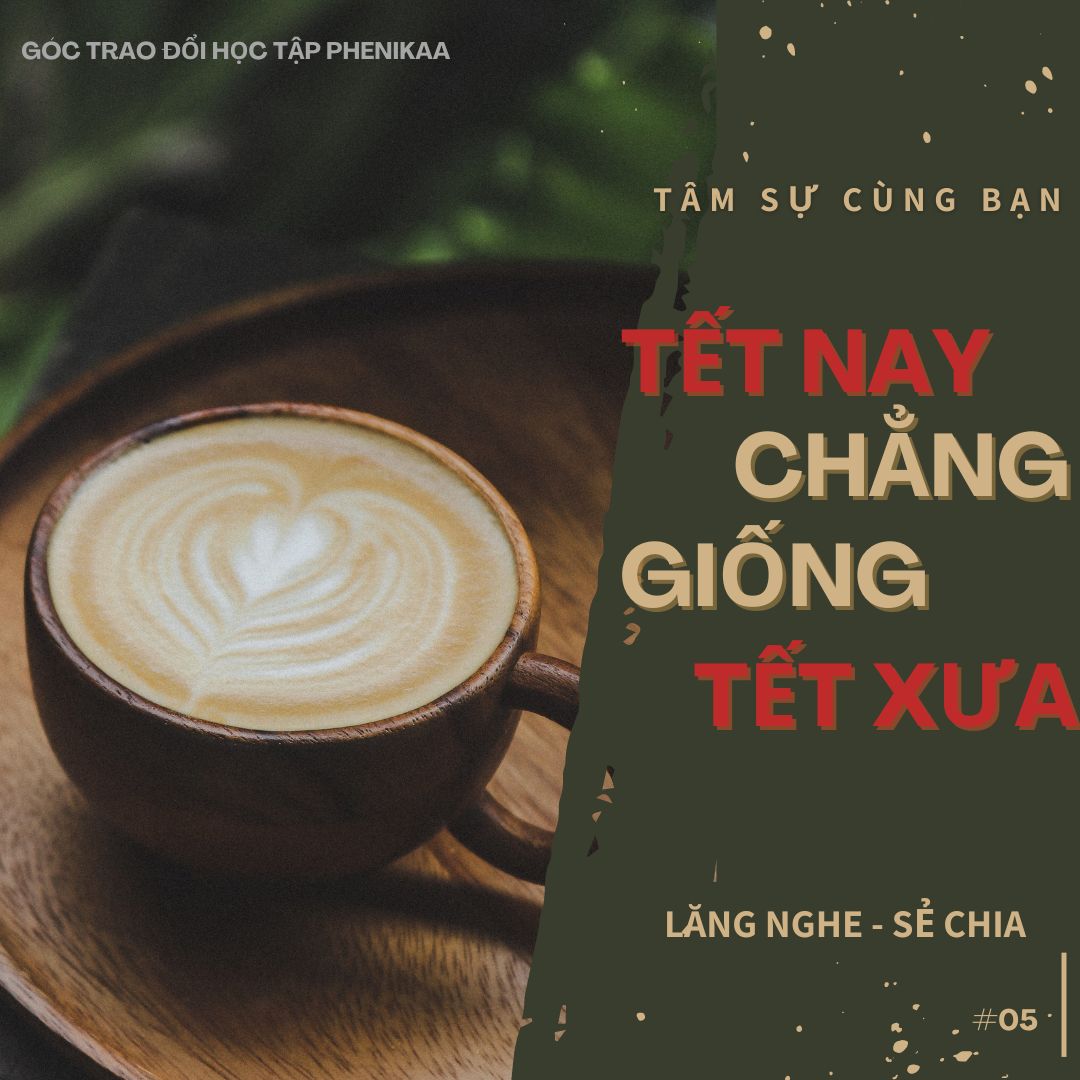 GÓC TRAO ĐỔI HỌC TẬP PHENIKAA
TÂM SỰ CÙNG BẠN
TẾT NAY
CHẲNG
GIỐNG
TẾT XƯA
LĂNG NGHE - SẺ CHIA
#05